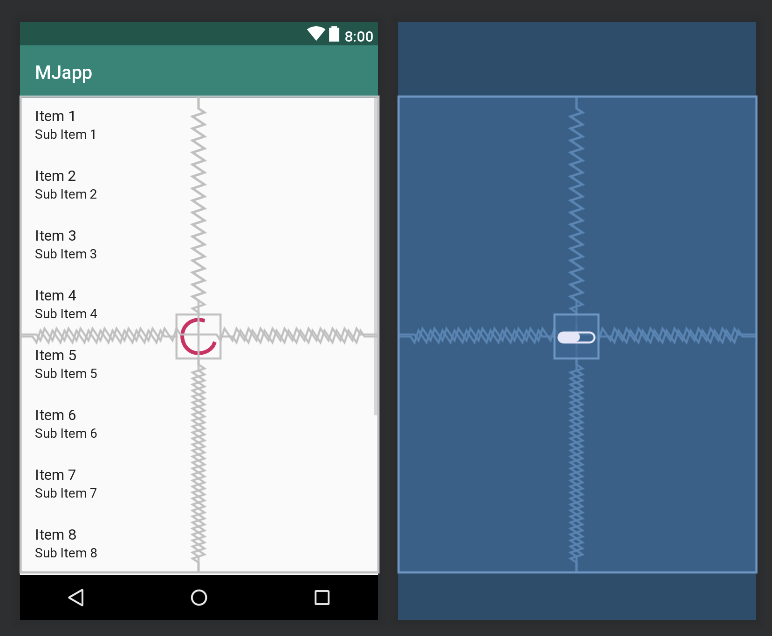 8:00
MJapp
Item 1
Sub Item 1
Item 2
Sub Item 2
Item 3
Sub Item 3
Item 4
Sub Item 4
Item 5
Sub Item 5
Item 6
Sub Item 6
Item 7
Sub Item 7
Item 8
Sub Item 8